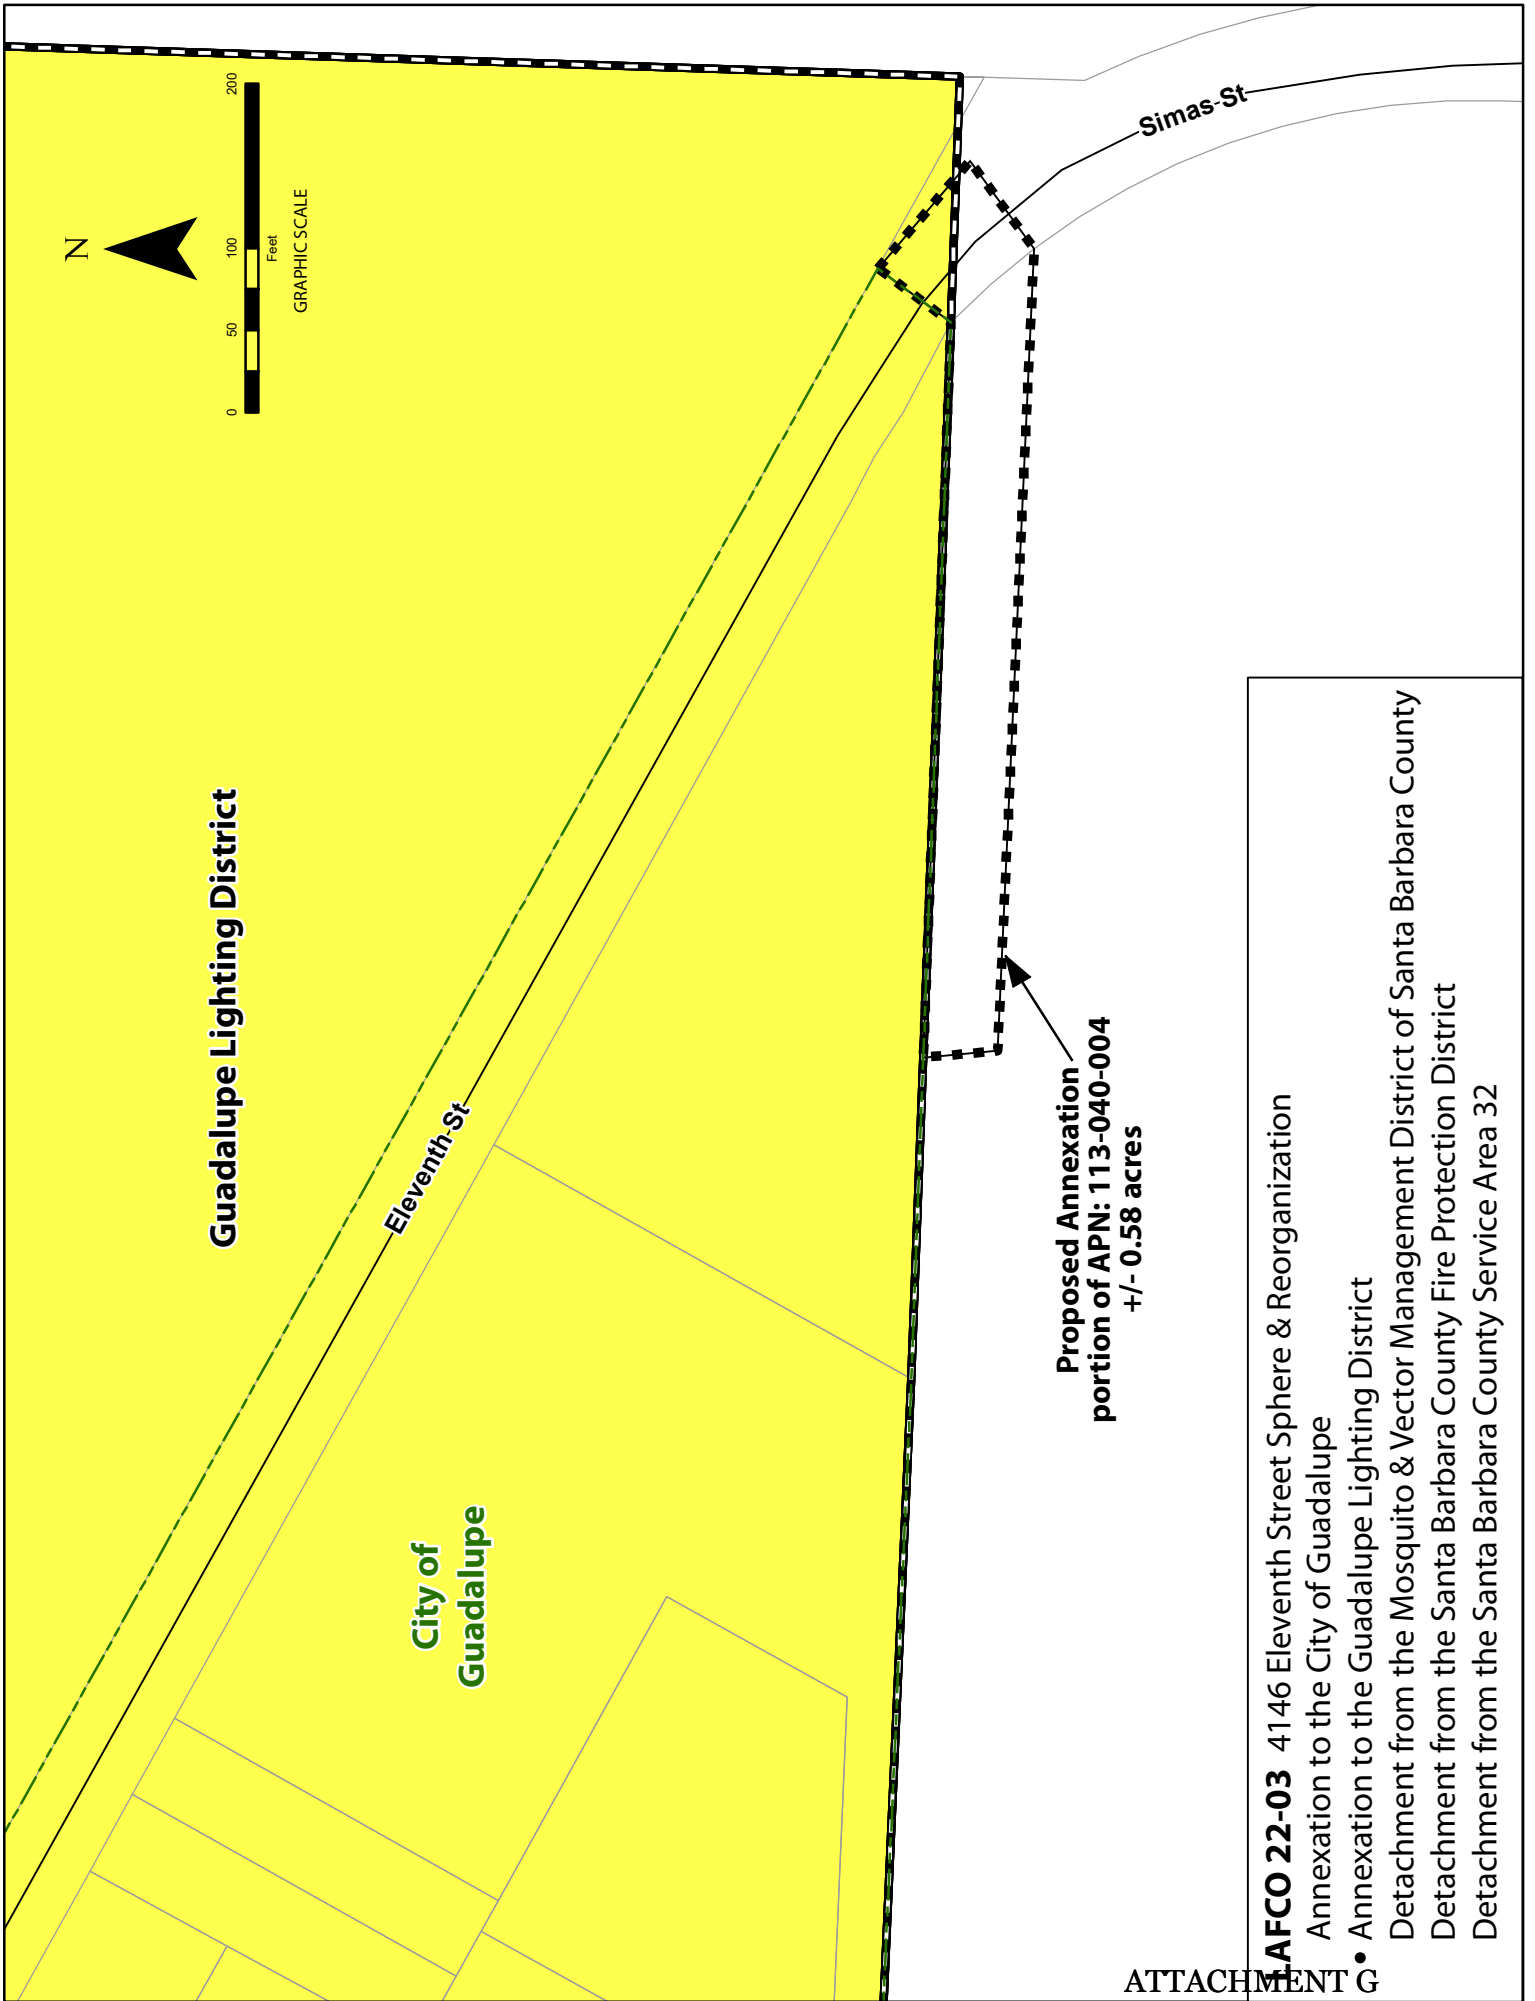 N
0 50 100 200
Feet
GRAPHIC SCALE
Guadalupe Lighting District
Simas-St
Eleventh-St
City of
Guadalupe
Proposed Annexation
portion of APN: 113-040-004
+/- 0.58 acres
LAFCO 22-03 4146 Eleventh Street Sphere & Reorganization
Annexation to the City of Guadalupe
• Annexation to the Guadalupe Lighting District
Detachment from the Mosquito & Vector Management District of Santa Barbara County
Detachment from the Santa Barbara County Fire Protection District
Detachment from the Santa Barbara County Service Area 32
ATTACHMENT G